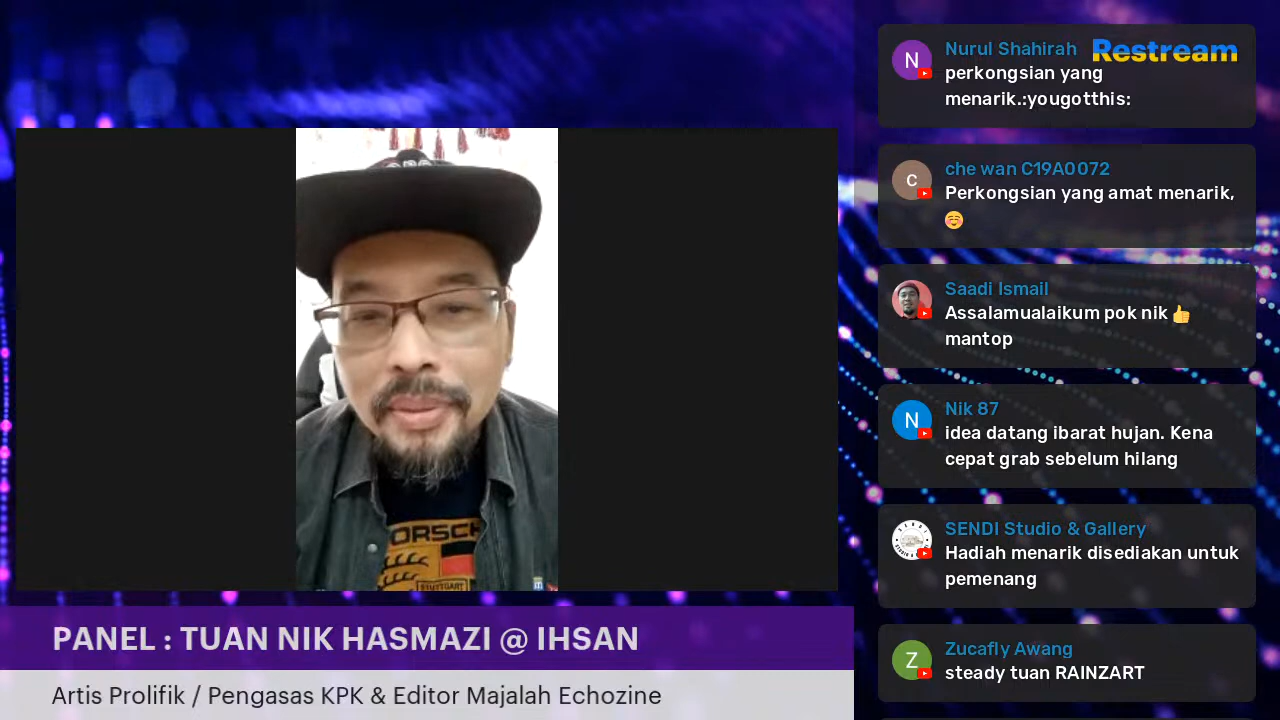 ORSCH
STUTTGART
PANEL : TUAN NIK HASMAZI @ IHSAN
Artis Prolifik / Pengasas KPK & Editor Majalah Echozine
Restream
N
Nurul Shahirah
perkongsian yang
menarik.:yougotthis:
c
che wan C19A0072
Perkongsian yang amat menarik,
☺️
Saadi Ismail
Assalamualaikum pok nik 👍
mantop
N
Nik 87
idea datang ibarat hujan. Kena
cepat grab sebelum hilang
SENDI Studio & Gallery
Hadiah menarik disediakan untuk
pemenang
Z
Zucafly Awang
steady tuan RAINZART